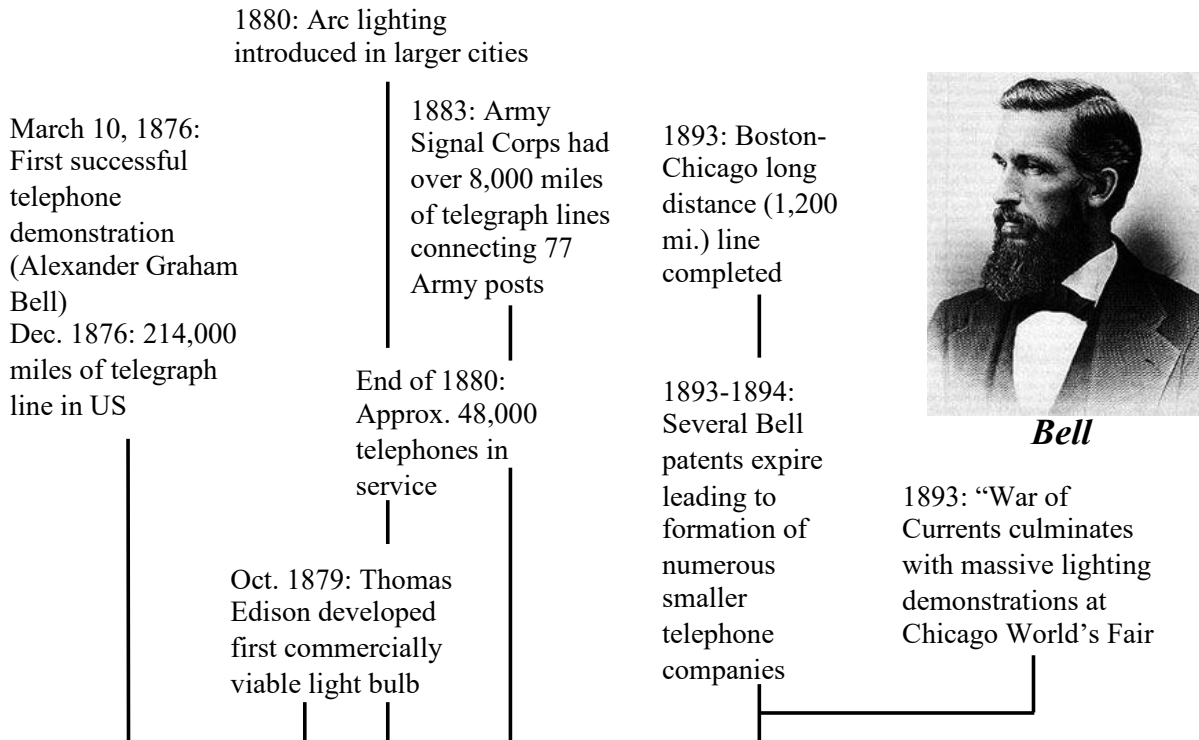 1880: Arc lighting
introduced in larger cities
March 10, 1876:
First successful
telephone
demonstration
(Alexander Graham
Bell)
Dec. 1876: 214,000
miles of telegraph
line in US
1883: Army
Signal Corps had
over 8,000 miles
of telegraph lines
connecting 77
Army posts
End of 1880:
Approx. 48,000
telephones in
service
Oct. 1879: Thomas
Edison developed
first commercially
viable light bulb
1893: Boston-
Chicago long
distance (1,200
mi.) line
completed
1893-1894:
Several Bell
patents expire
leading to
formation of
numerous
smaller
telephone
companies
Bell
1893: “War of
Currents culminates
with massive lighting
demonstrations at
Chicago World’s Fair